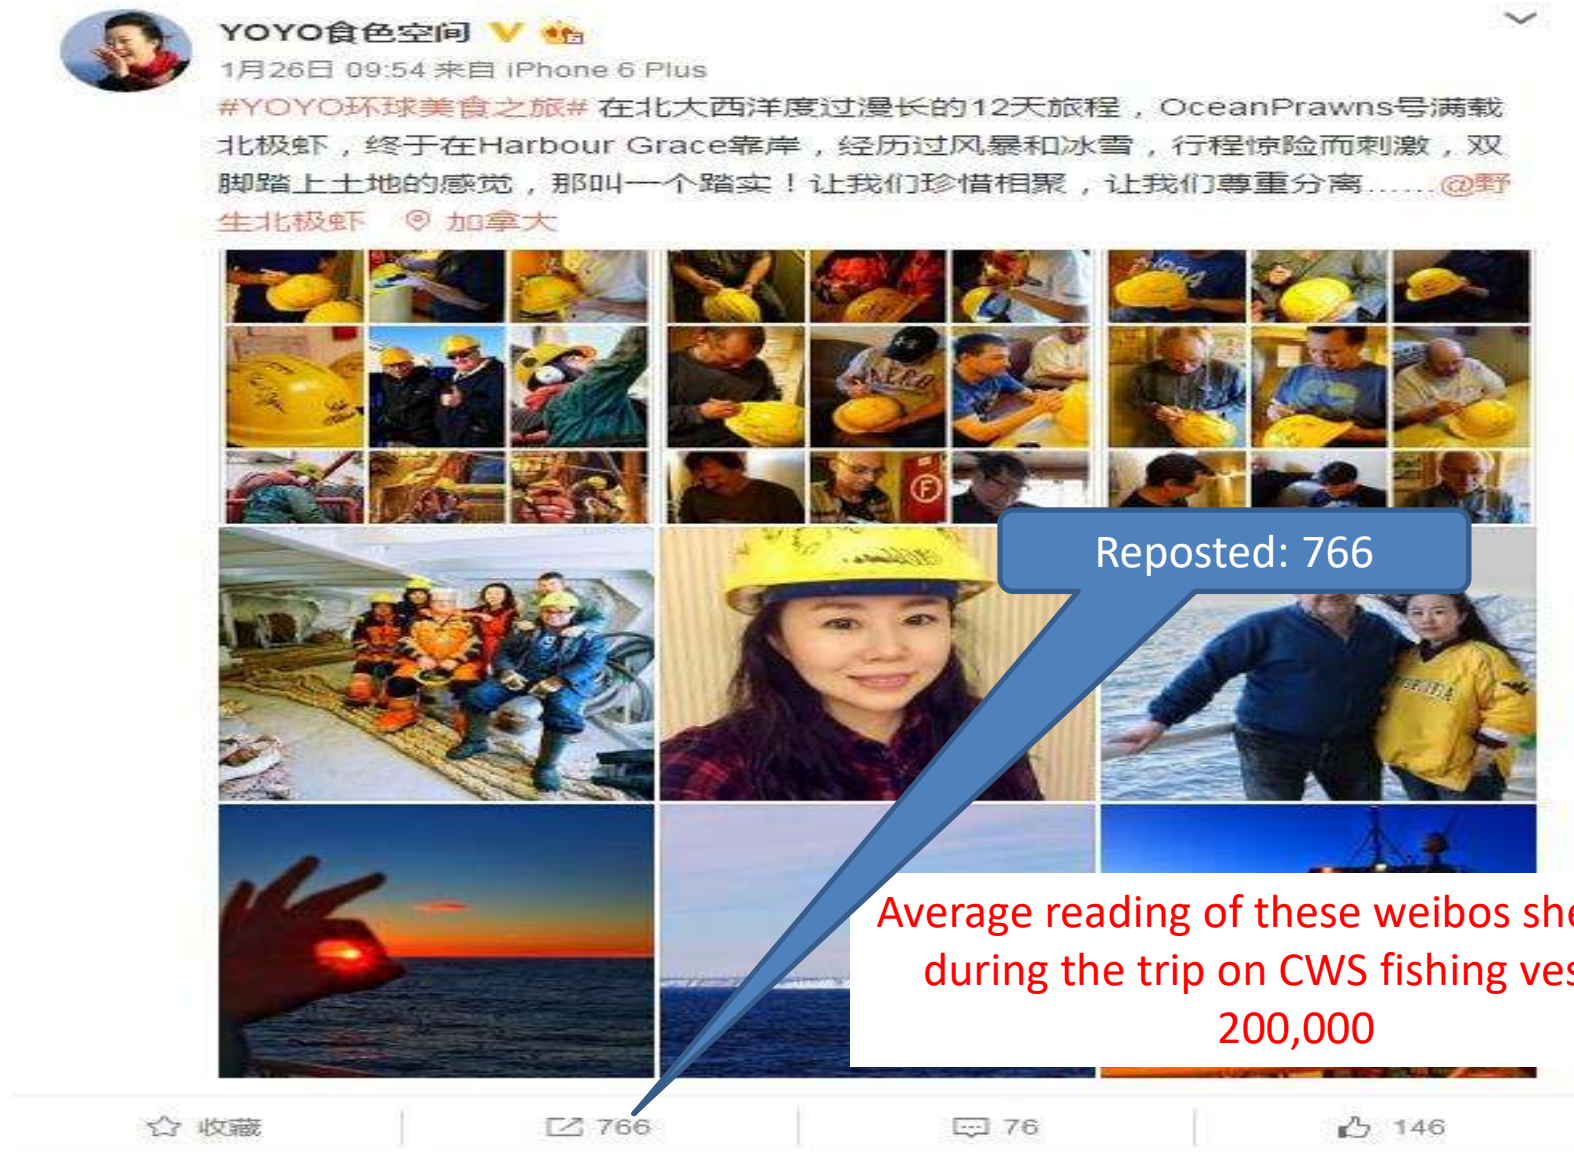 YOYO食色空间
1月26日 09:54 来自 iPhone 6 Plus
#YOYO环球美食之旅# 在北大西洋度过漫长的12天旅程，OceanPrawns号满载
北极虾，终于在Harbour Grace靠岸，经历过风暴和冰雪，行程惊险而刺激，双
脚踏上土地的感觉，那叫一个踏实！让我们珍惜相聚，让我们尊重分离……@野
生北极虾 加拿大
Reposted: 766
Average reading of these weibos
during the trip on CWS fishing
200,000
收藏 766 76 146